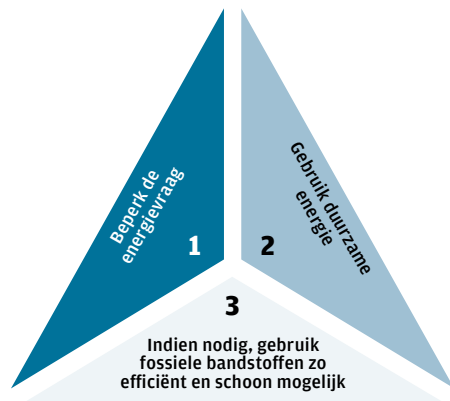 Beperk de
energievraag
1
Gebruik duurzame
energie
2
3
Indien nodig, gebruik
fossiele bandstoffen zo
efficiënt en schoon mogelijk